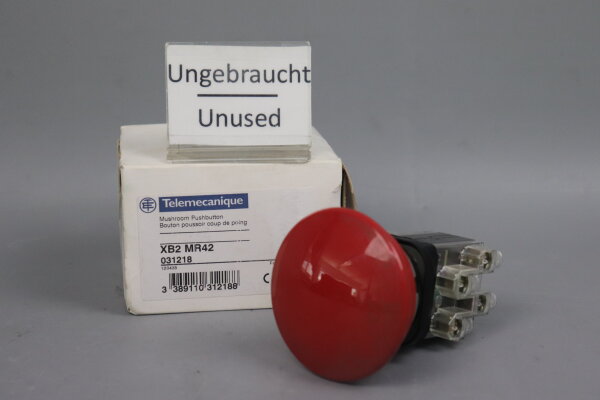 Ungebraucht
Unused
Telemecanique
Mushroom Pushbutton
Bouton poussoir coup de poing
XB2 MR42
031218
3 389110 312188